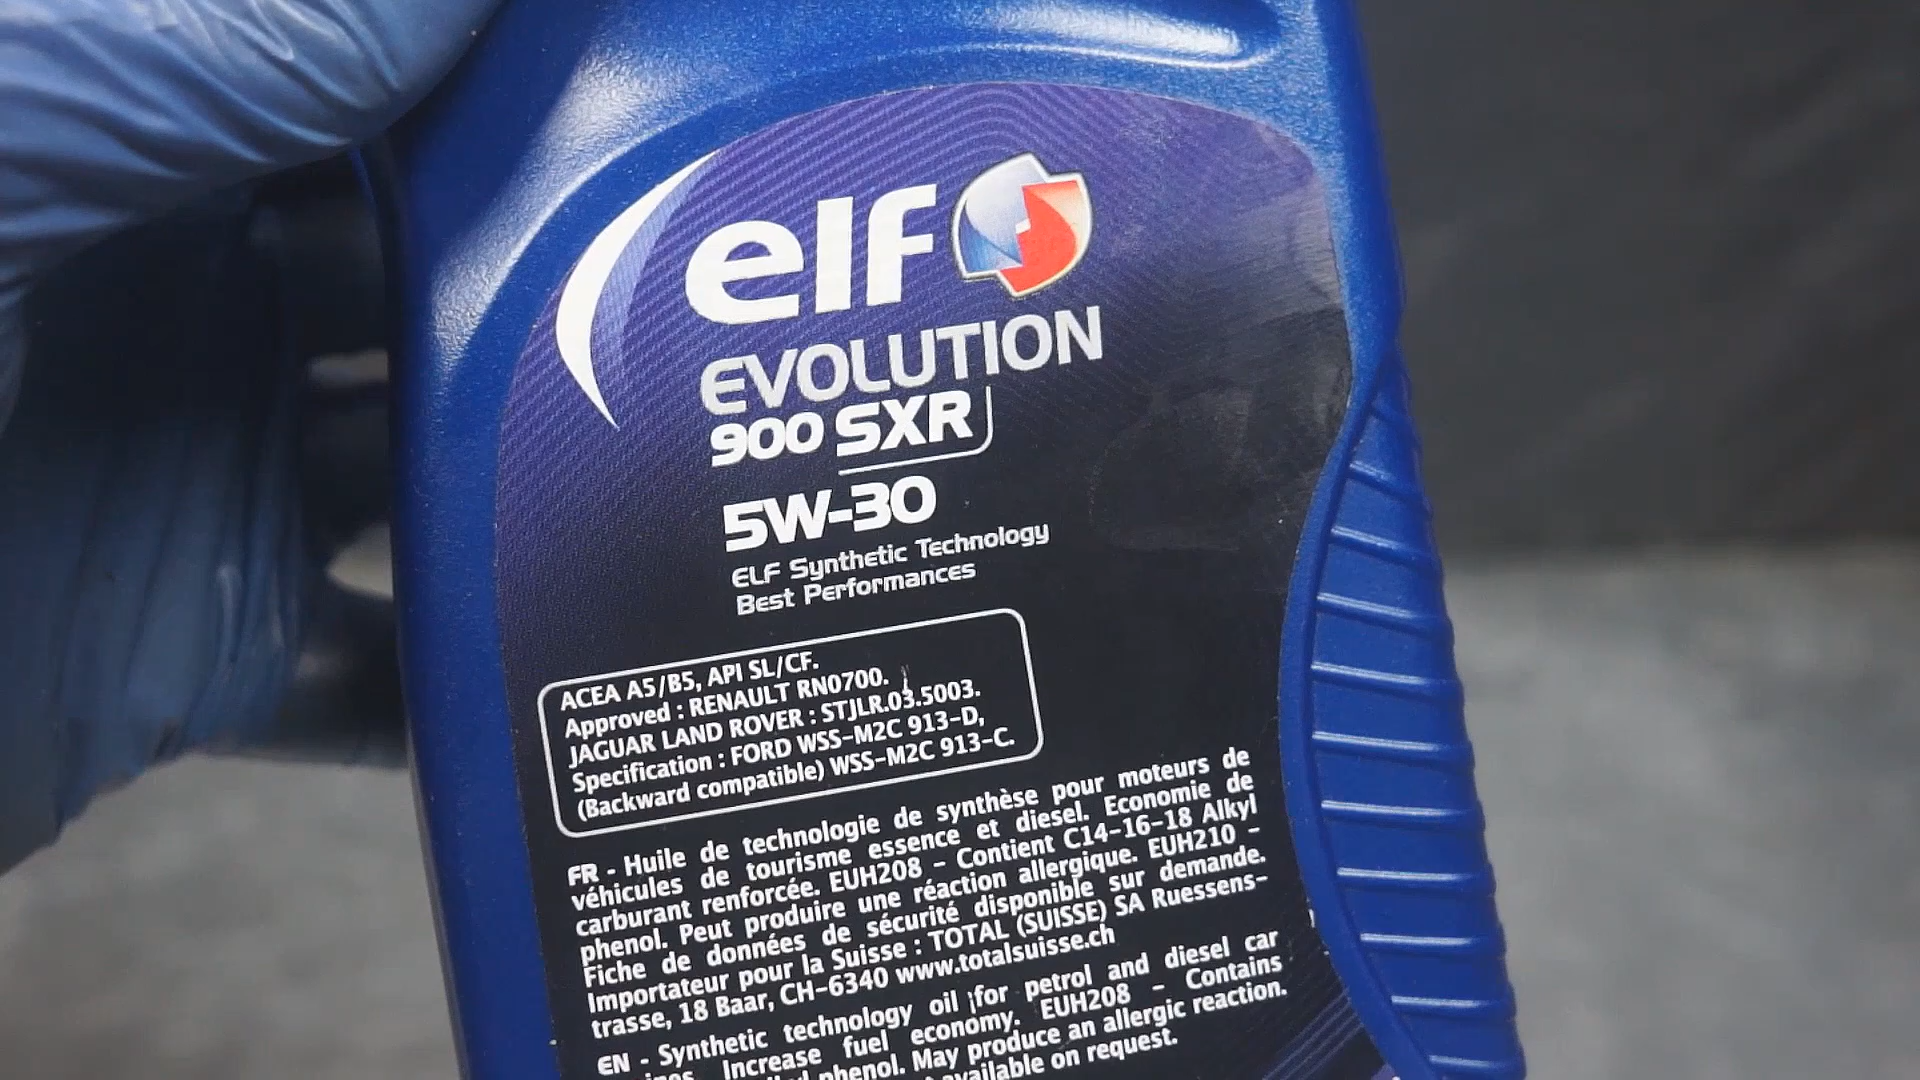 elf
EVOLUTION
900 SXR
5W-30
ELF Synthetic Technology
Best Performances
ACEA A5/B5, API SL/CF.
Approved : RENAULT RN0700.
JAGUAR LAND ROVER : STJLR.03.5003.
Specification : FORD WSS-M2C 913-D,
(Backward compatible) WSS-M2C 913-C.
FR - Huile de technologie de synthèse pour moteurs de
véhicules de tourisme essence et diesel. Economie de
carburant renforcée. EUH208 - Contient C14-16-18 Alkyl
phenol. Peut produire une réaction allergique. EUH210 -
Fiche de données de sécurité disponible sur demande.
Importateur pour la Suisse : TOTAL (SUISSE) SA Ruessens-
trasse, 18 Baar, CH-6340 www.totalsuisse.ch
EN - Synthetic technology oil for petrol and diesel car
Increase fuel economy. EUH208 - Contains
phenol. May produce an allergic reaction.
available on request.